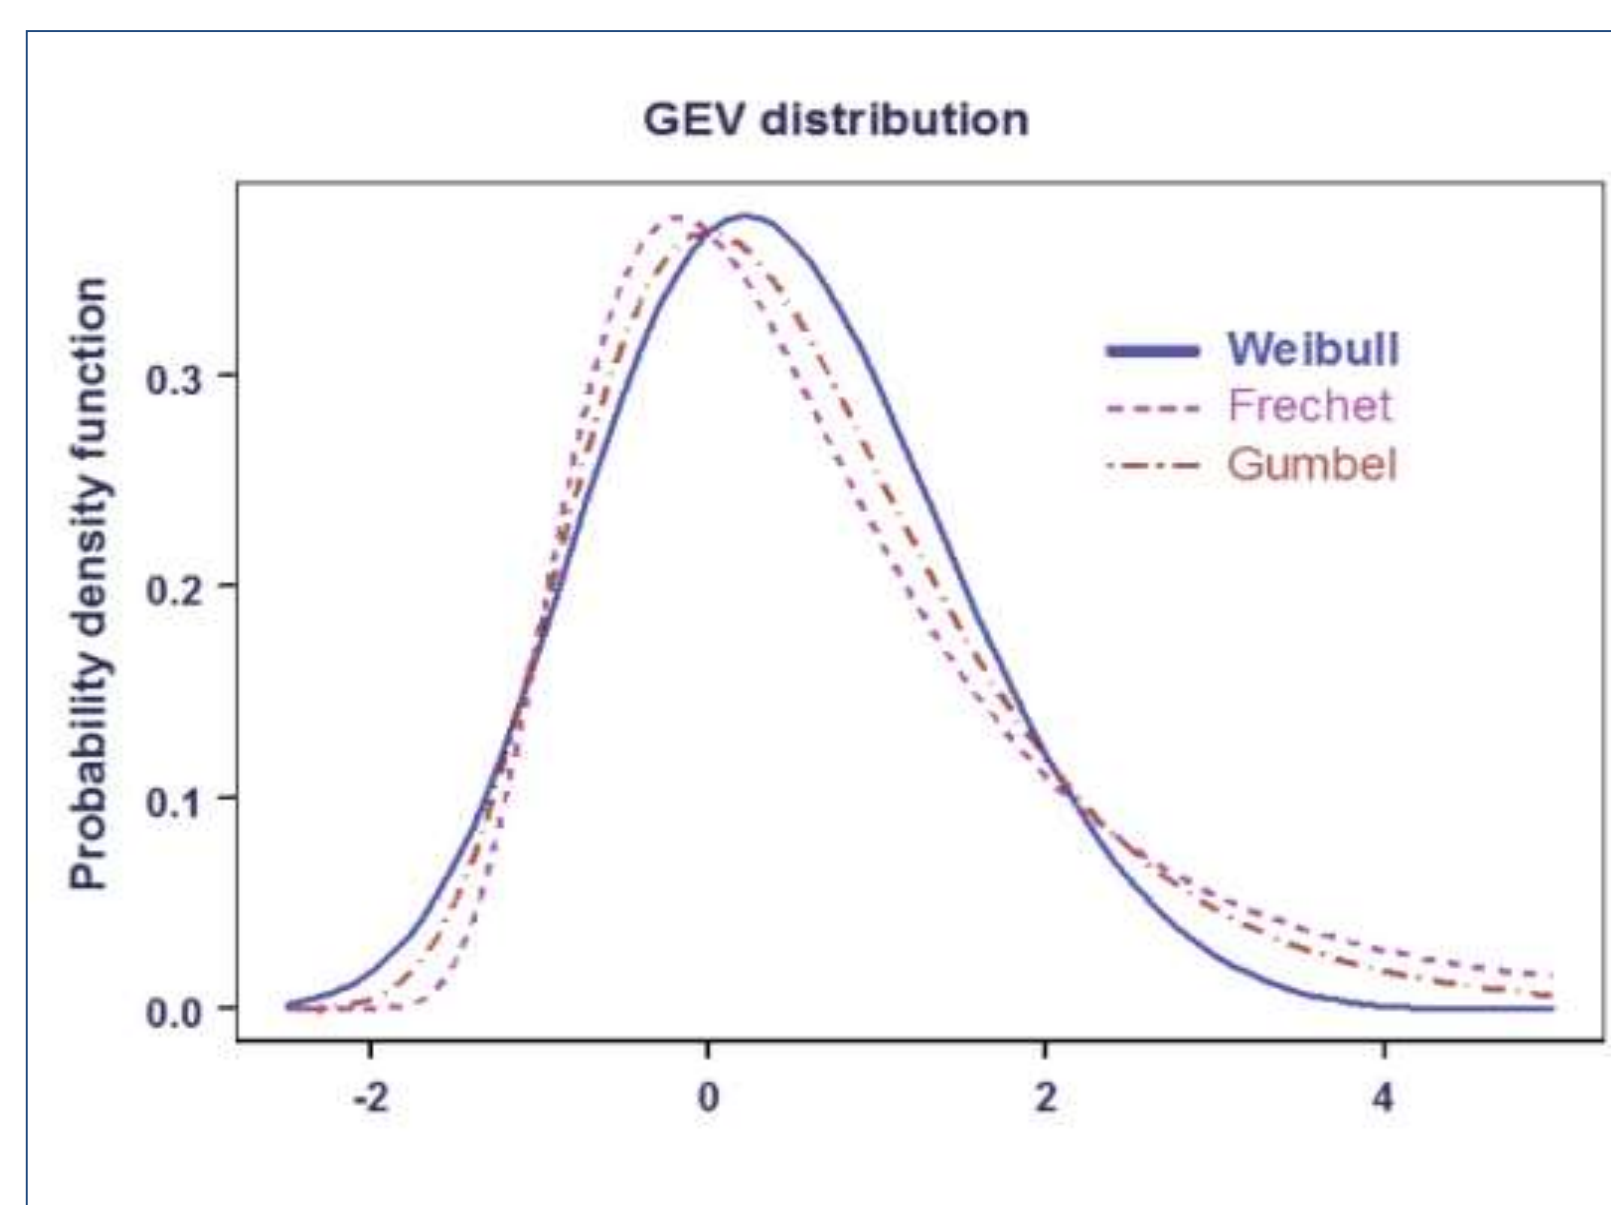 GEV distribution
Probability density function
0.3
0.2
0.1
0.0
Weibull
Frechet
Gumbel
-2
0
2
4